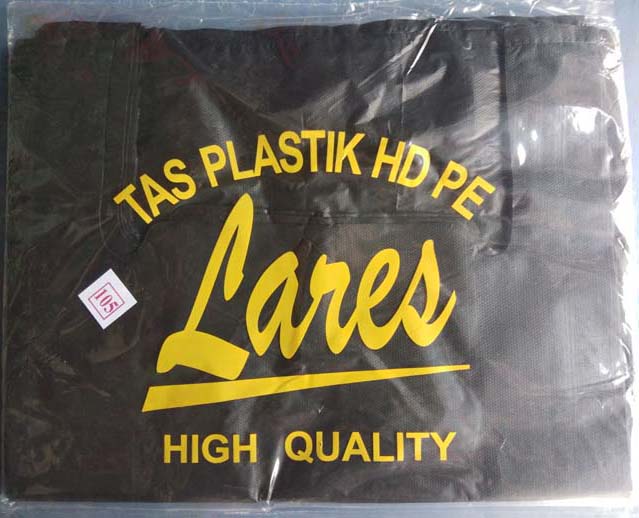 TAS PLASTIK HD PE
Lares
105
HIGH QUALITY